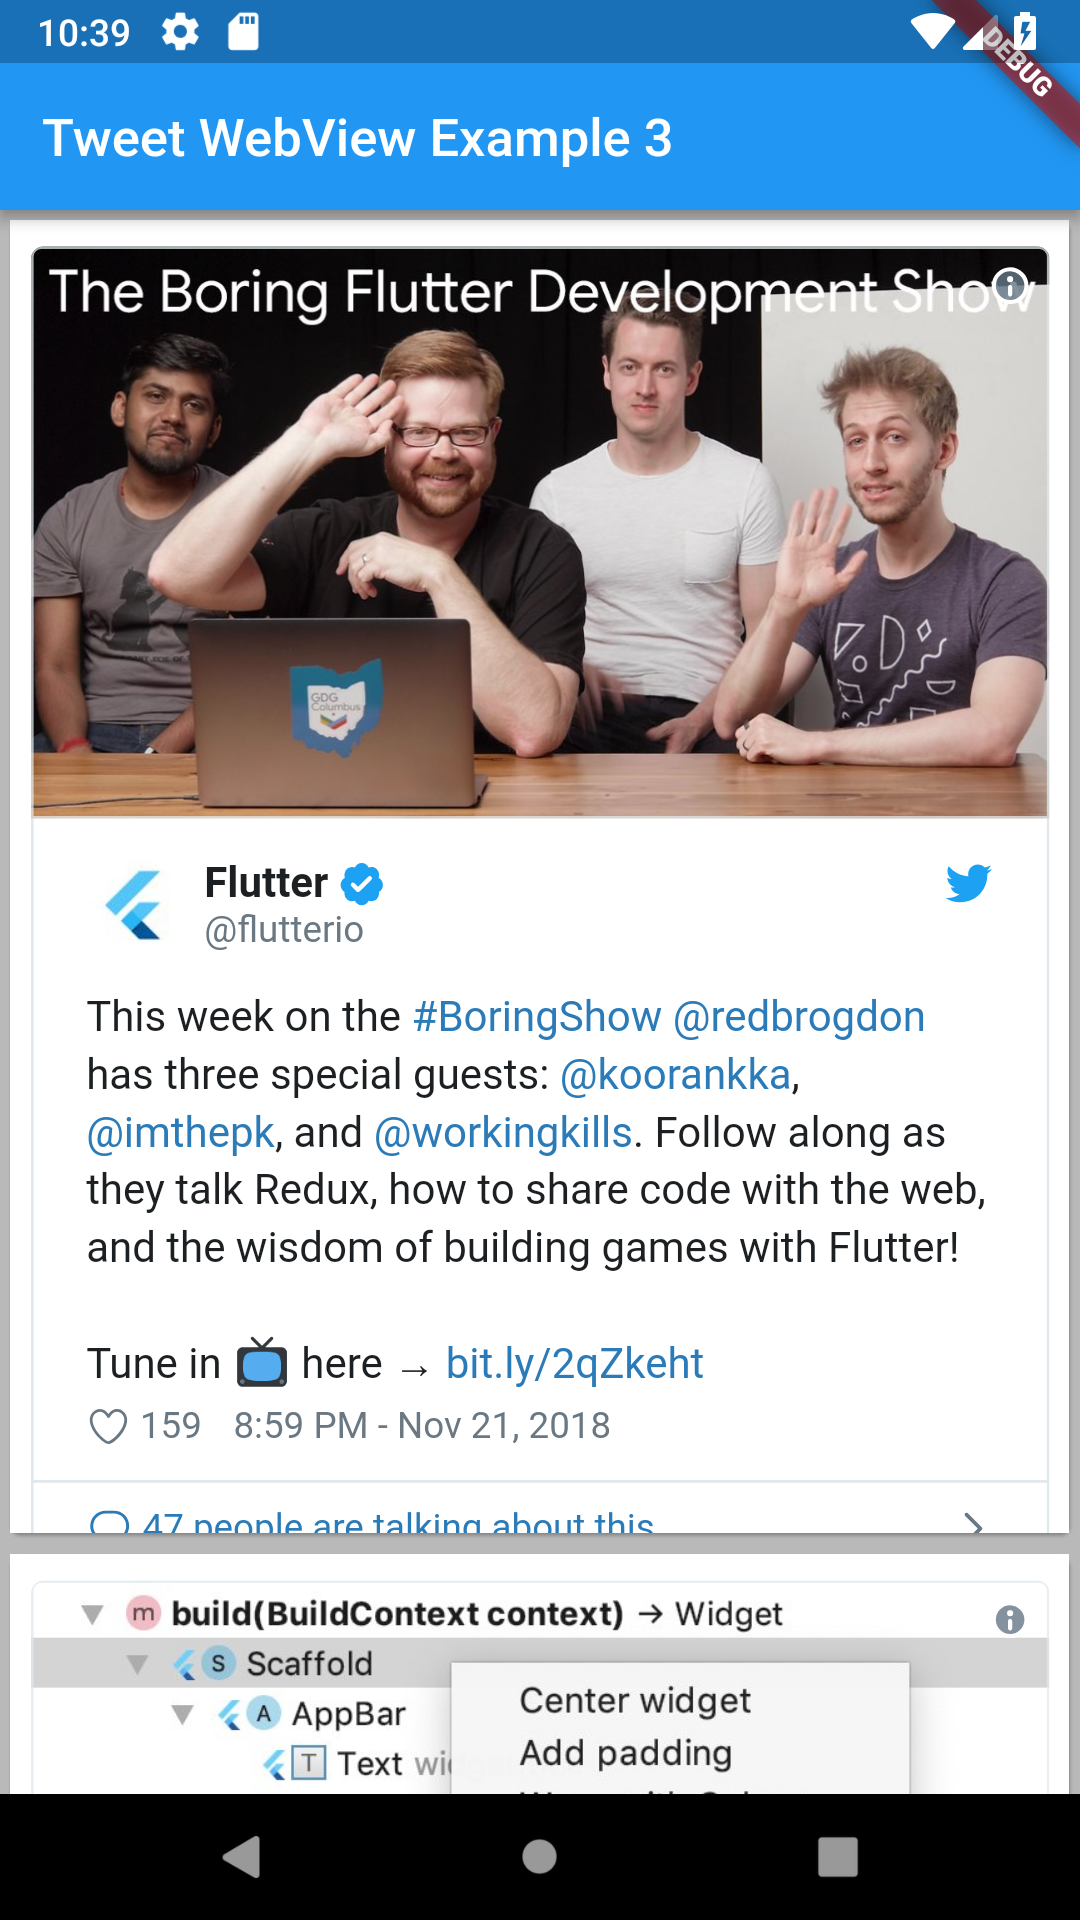 10:39
DEBUG
Tweet WebView Example 3
The Boring Flutter Development Show
GDG
Columbus
Flutter
@flutterio
This week on the #BoringShow @redbrogdon
has three special guests: @koorankka,
@imthepk, and @workingkills. Follow along as
they talk Redux, how to share code with the web,
and the wisdom of building games with Flutter!
Tune in 📺 here → bit.ly/2qZkeht
159 8:59 PM - Nov 21, 2018
47 people are talking about this
m build(BuildContext context) → Widget
S Scaffold
A AppBar
T Text
Center widget
Add padding